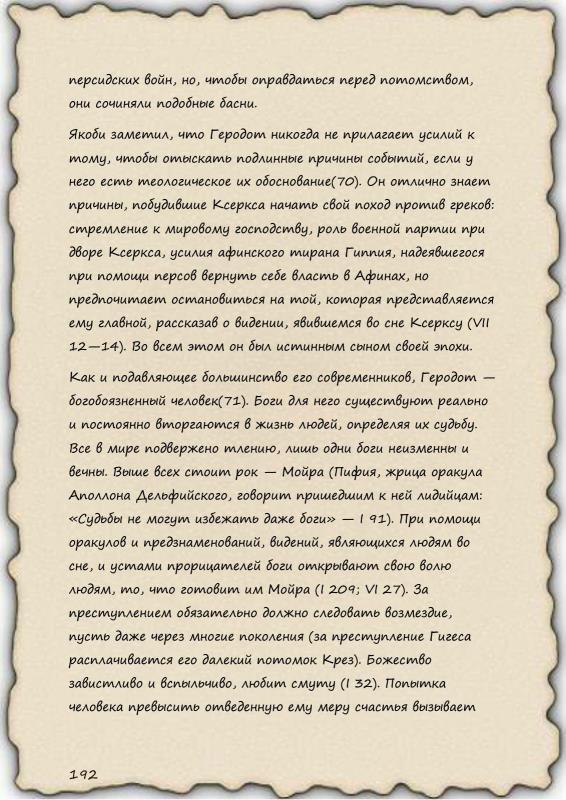 персидских войн, но, чтобы оправдаться перед потомством,
они сочиняли подобные басни.
Якоби заметил, что Геродот никогда не прилагает усилий к
тому, чтобы отыскать подлинные причины событий, если у
него есть теологическое их обоснование(70). Он отлично знает
причины, побудившие Ксеркса начать свой поход против греков:
стремление к мировому господству, роль военной партии при
дворе Ксеркса, усилия афинского тирана Гиппия, надеявшегося
при помощи персов вернуть себе власть в Афинах, но
предпочитает остановиться на той, которая представляется
ему главной, рассказав о видении, явившемся во сне Ксерксу (VII
12—14). Во всем этом он был истинным сыном своей эпохи.
Как и подавляющее большинство его современников, Геродот —
богобоязненный человек(71). Боги для него существуют реально
и постоянно вторгаются в жизнь людей, определяя их судьбу.
Все в мире подвержено тлению, лишь одни боги неизменны и
вечны. Выше всех стоит рок — Мойра (Пифия, жрица оракула
Аполлона Дельфийского, говорит пришедшим к ней лидийцам:
«Судьбы не могут избежать даже боги» — I 91). При помощи
оракулов и предзнаменований, видений, являющихся людям во
сне, и устами прорицателей боги открывают свою волю
людям, то, что готовит им Мойра (I 209; VI 27). За
преступлением обязательно должно следовать возмездие,
пусть даже через многие поколения (за преступление Гигеса
расплачивается его далекий потомок Крез). Божество
завистливо и вспыльчиво, любит смуту (I 32). Попытка
человека превысить отведенную ему меру счастья вызывает
192